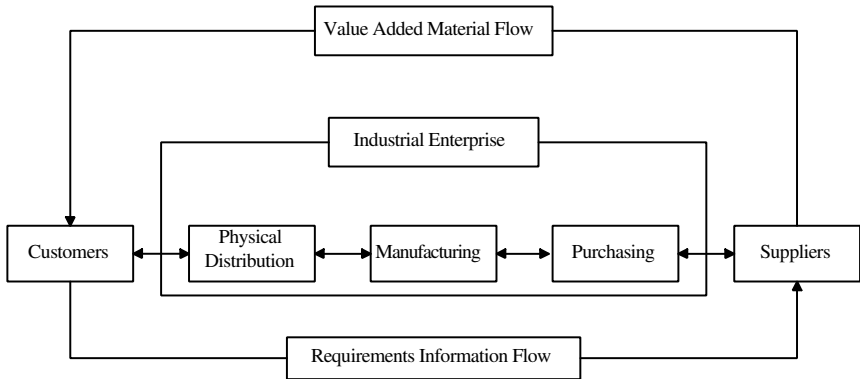 Value Added Material Flow
Industrial Enterprise
Customers
Physical
Distribution
Manufacturing
Purchasing
Suppliers
Requirements Information Flow